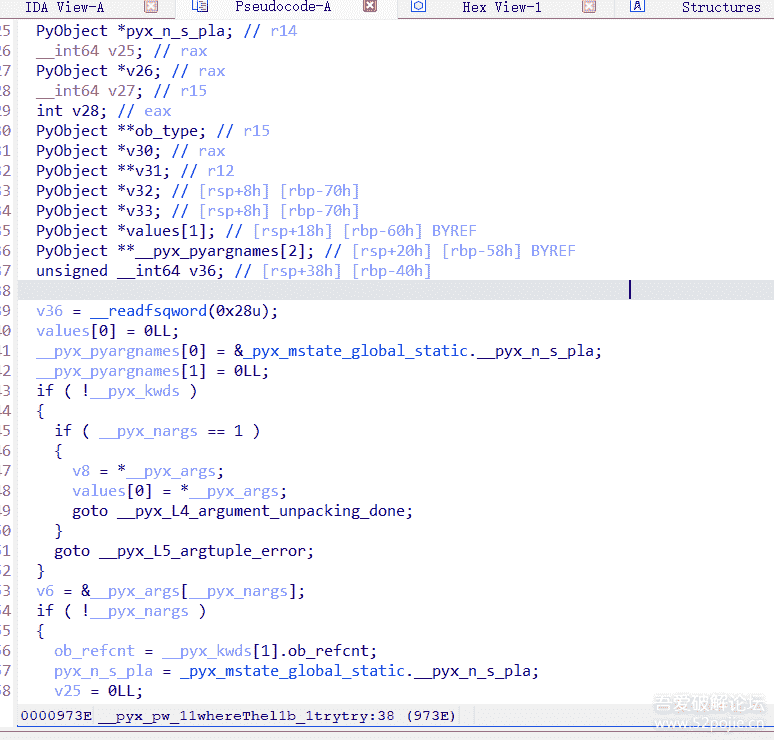 IDA View-A Pseudocode-A Hex View-1 Structures
25 PyObject *pyx_n_s_pla; // r14
26 __int64 v25; // rax
27 PyObject *v26; // rax
28 __int64 v27; // r15
29 int v28; // eax
30 PyObject **ob_type; // r15
31 PyObject *v30; // rax
32 PyObject **v31; // r12
33 PyObject *v32; // [rsp+8h] [rbp-70h]
34 PyObject *v33; // [rsp+8h] [rbp-70h]
35 PyObject *values[1]; // [rsp+18h] [rbp-60h] BYREF
36 PyObject **__pyx_pyargnames[2]; // [rsp+20h] [rbp-58h] BYREF
37 unsigned __int64 v36; // [rsp+38h] [rbp-40h]
38
39 v36 = __readfsqword(0x28u);
40 values[0] = 0LL;
41 __pyx_pyargnames[0] = &_pyx_mstate_global_static.__pyx_n_s_pla;
42 __pyx_pyargnames[1] = 0LL;
43 if ( !__pyx_kwds )
44 {
45 if ( __pyx_nargs == 1 )
46 {
47 v8 = *__pyx_args;
48 values[0] = *__pyx_args;
49 goto __pyx_L4_argument_unpacking_done;
50 }
51 goto __pyx_L5_argtuple_error;
52 }
53 v6 = &__pyx_args[__pyx_nargs];
54 if ( !__pyx_nargs )
55 {
56 ob_refcnt = __pyx_kwds[1].ob_refcnt;
57 pyx_n_s_pla = _pyx_mstate_global_static.__pyx_n_s_pla;
58 v25 = 0LL;
0000973E __pyx_pw_11whereThel1b_1trytry:38 (973E)
吾爱破解论坛
www.52pojie.cn